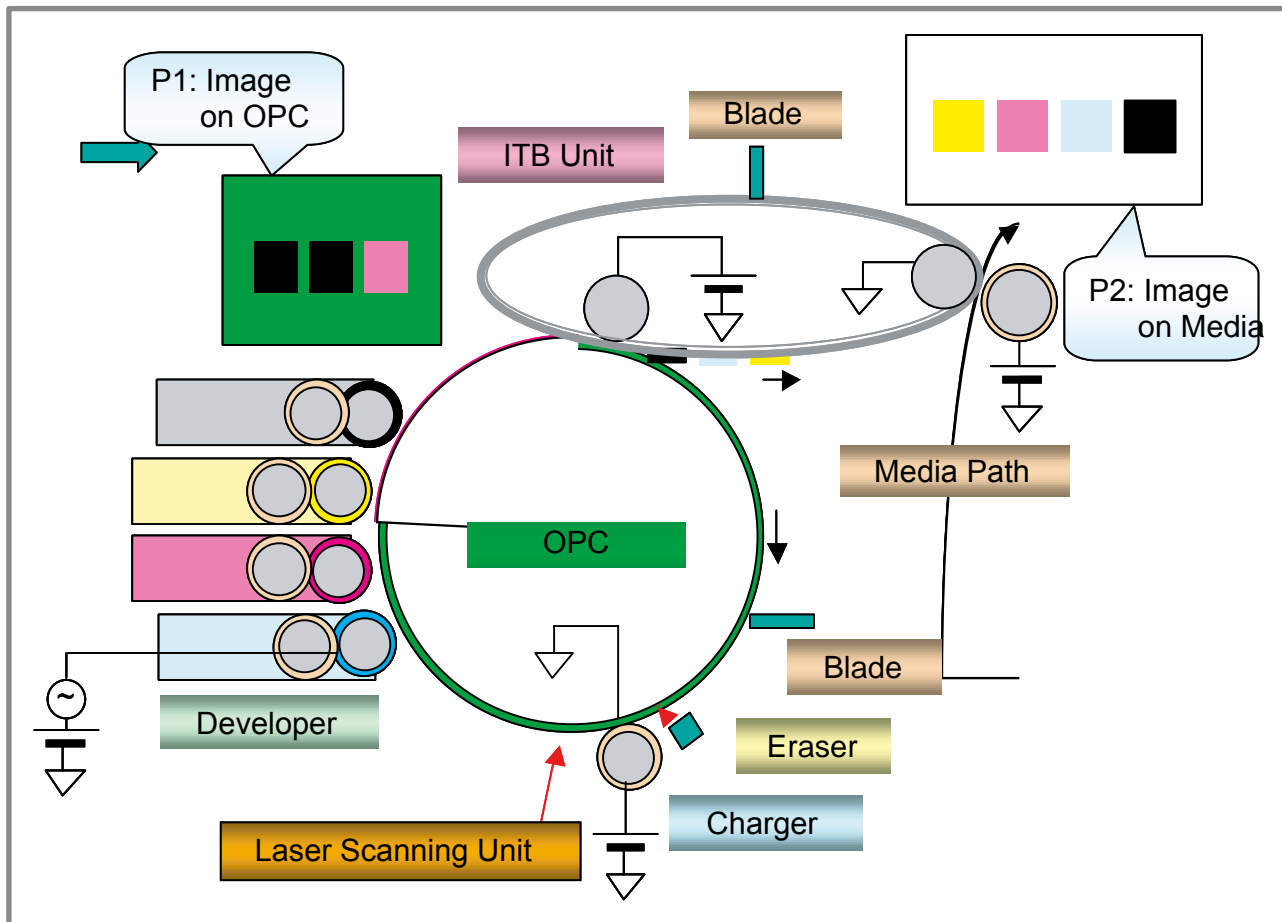 P1: Image
on OPC
ITB Unit
Blade
P2: Image
on Media
Media Path
OPC
Blade
Developer
~
Eraser
Charger
Laser Scanning Unit